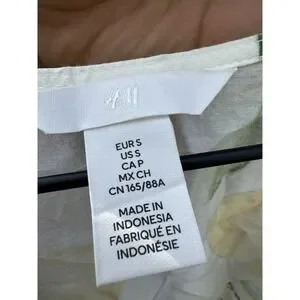 H&M
EUR S
US S
CA P
MX CH
CN 165/88A
MADE IN
INDONESIA
FABRIQUÉ EN
INDONÉSIE